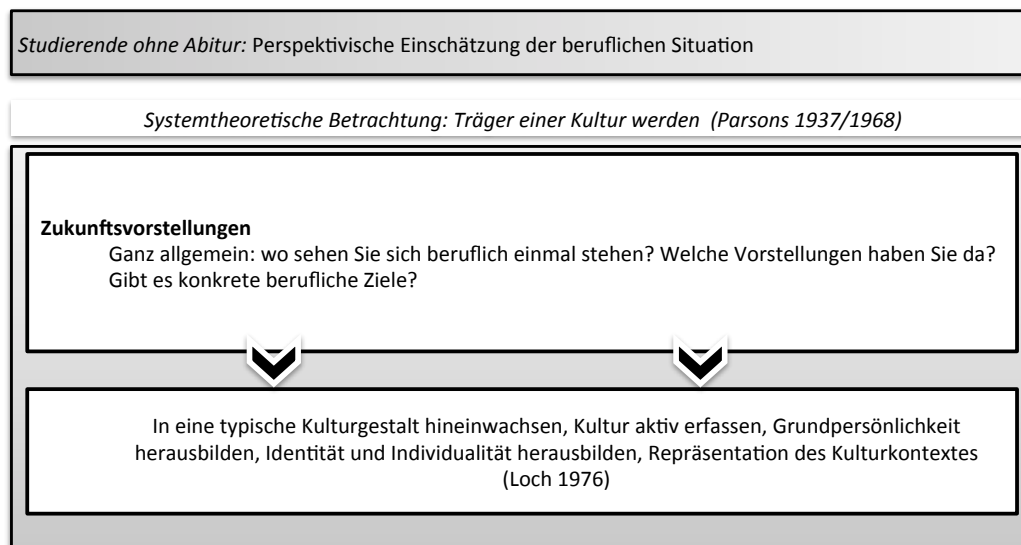 Studierende ohne Abitur: Perspektivische Einschätzung der beruflichen Situation
Systemtheoretische Betrachtung: Träger einer Kultur werden (Parsons 1937/1968)
Zukunftsvorstellungen
Ganz allgemein: wo sehen Sie sich beruflich einmal stehen? Welche Vorstellungen haben Sie da?
Gibt es konkrete berufliche Ziele?
In eine typische Kulturgestalt hineinwachsen, Kultur aktiv erfassen, Grundpersönlichkeit
herausbilden, Identität und Individualität herausbilden, Repräsentation des Kulturkontextes
(Loch 1976)